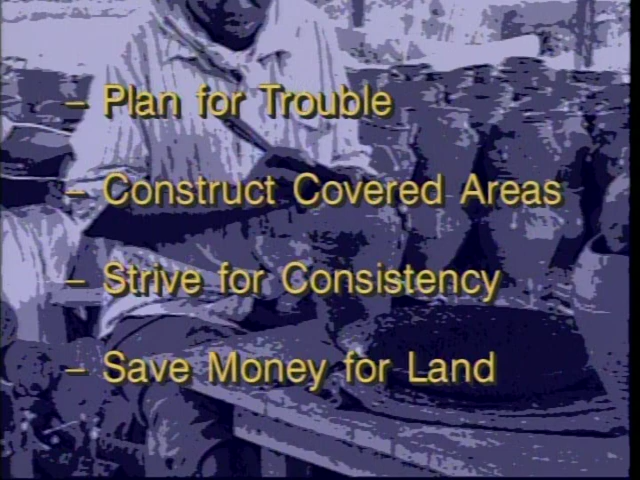 – Plan for Trouble
– Construct Covered Areas
– Strive for Consistency
– Save Money for Land